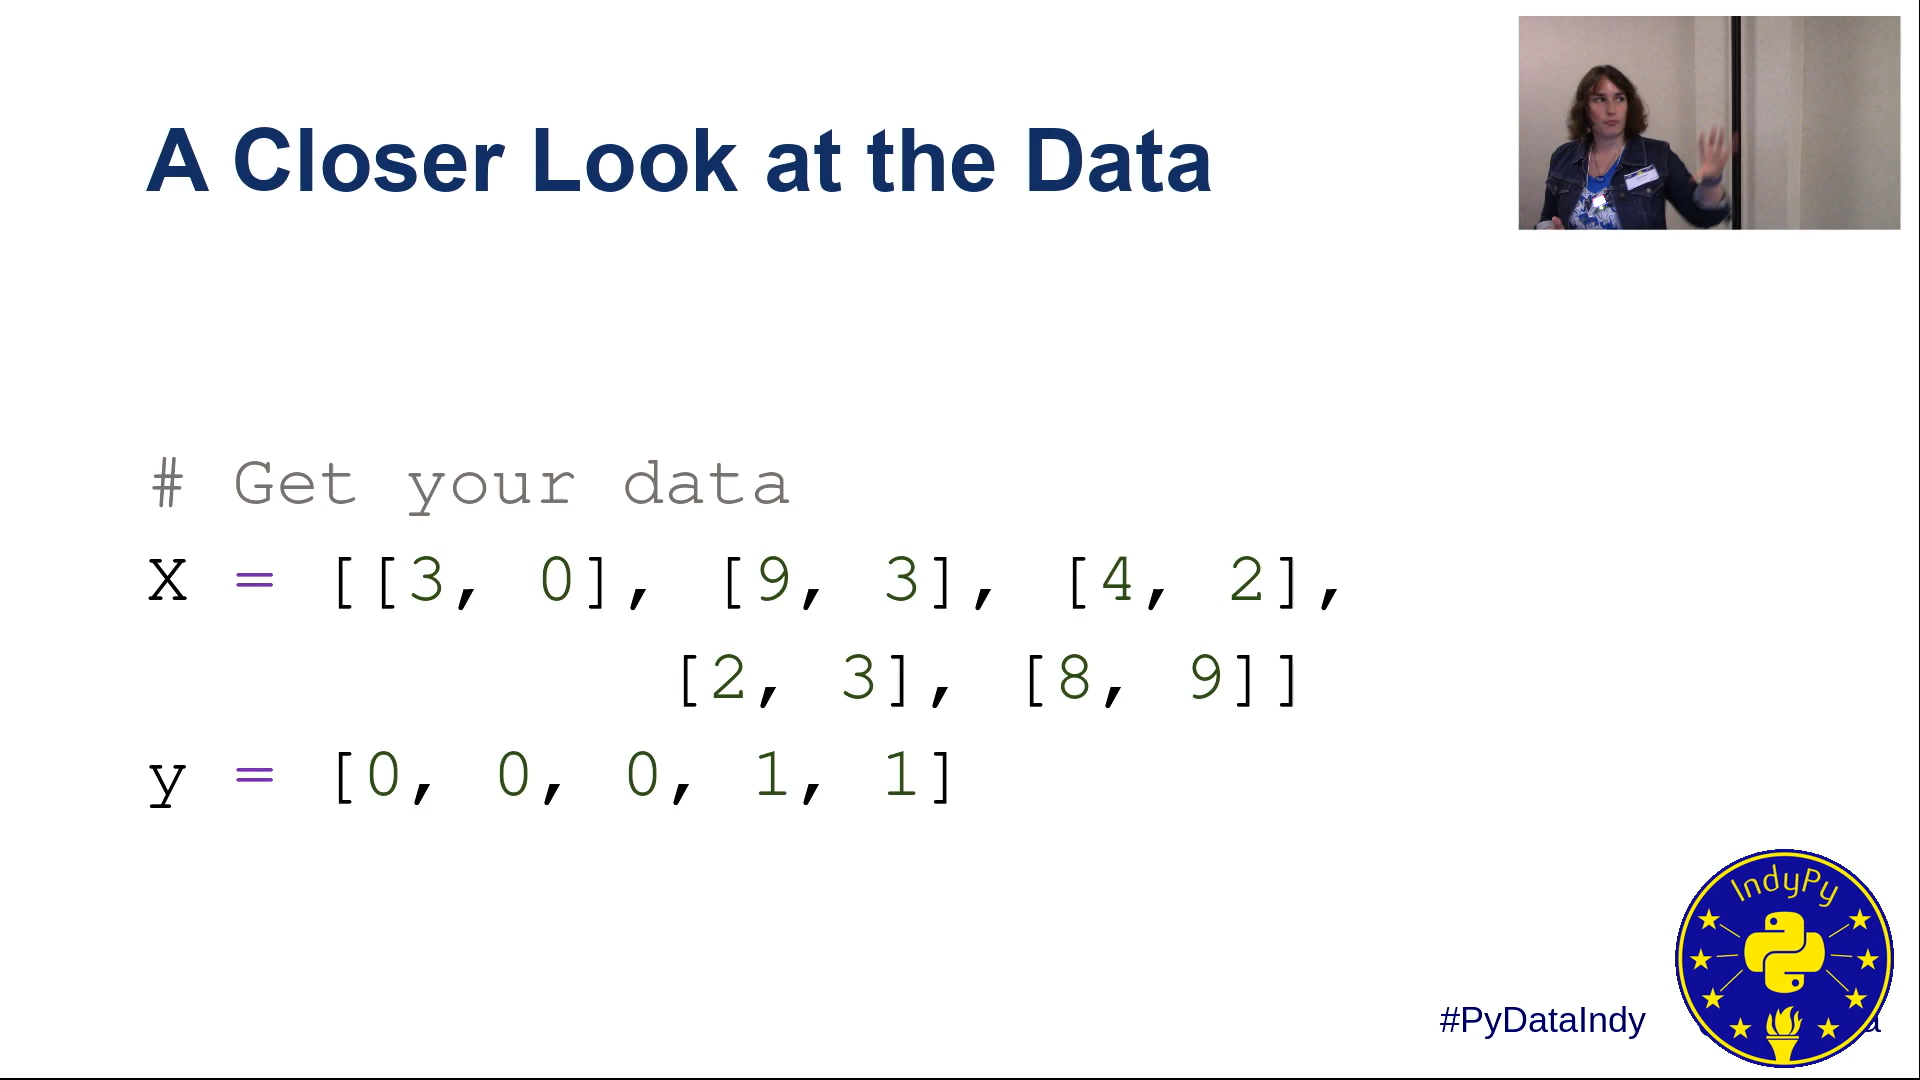 A Closer Look at the Data
# Get your data
X = [[3, 0], [9, 3], [4, 2],
[2, 3], [8, 9]]
y = [0, 0, 0, 1, 1]
IndyPy
#PyDataIndy